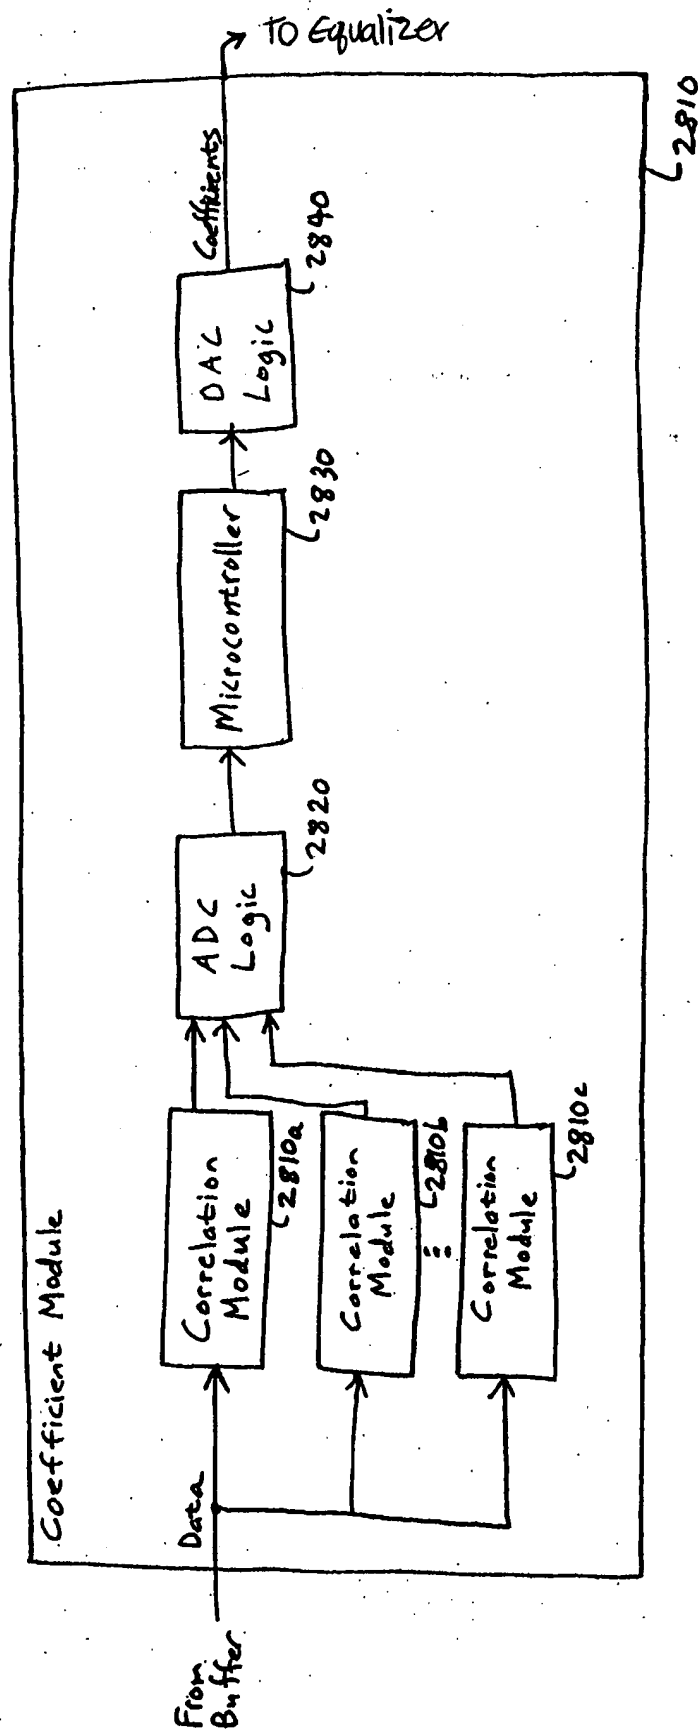 Coefficient Module
From
Buffer
Data
Correlation
Module
2810a
Correlation
Module
2810b
Correlation
Module
2810c
ADC
Logic
2820
Microcontroller
2830
DAC
Logic
2840
Coefficients
To Equalizer
2810